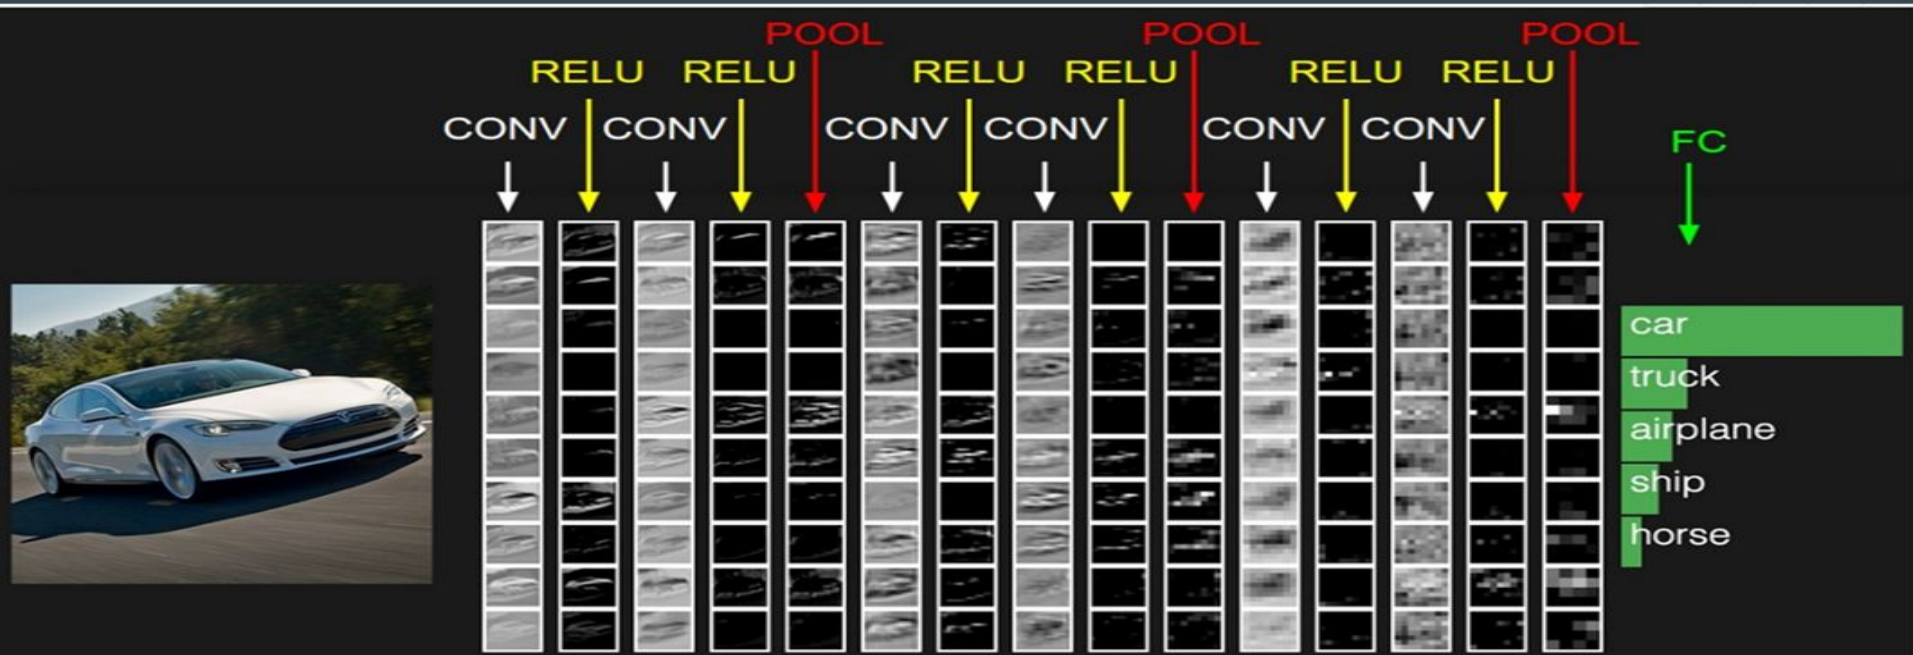 POOL POOL POOL
RELU RELU RELU RELU RELU RELU
CONV CONV CONV CONV CONV CONV
FC
car
truck
airplane
ship
horse